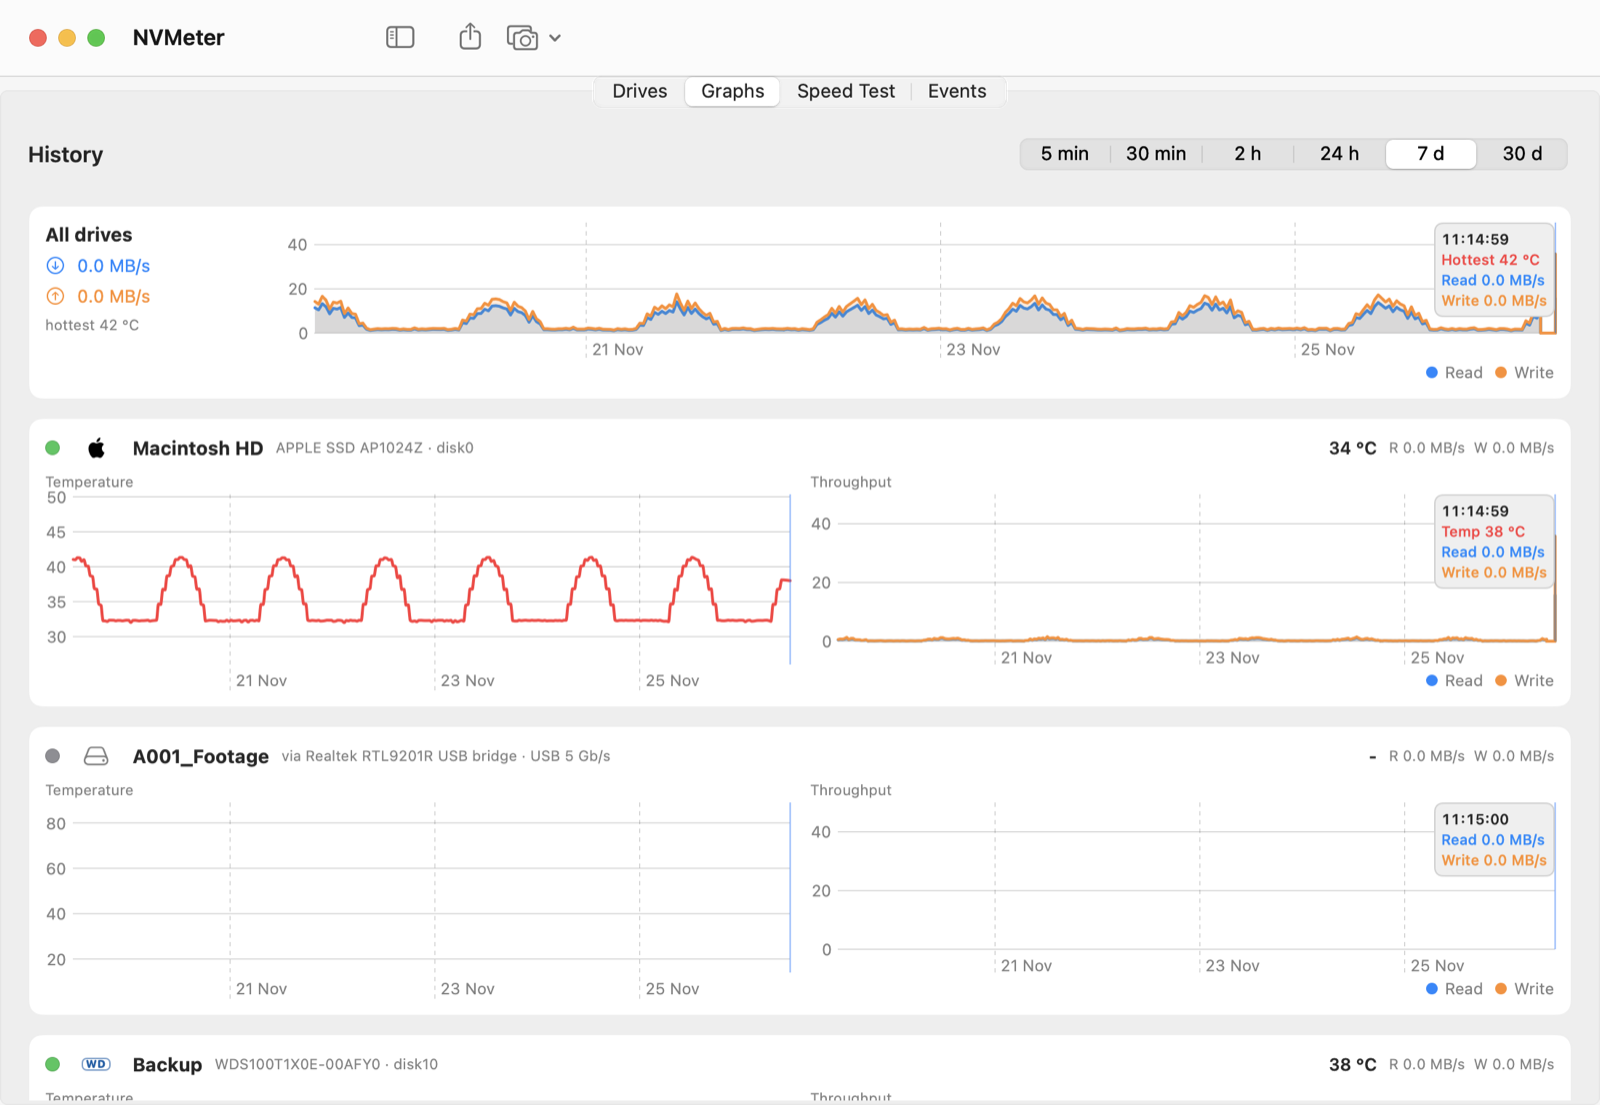 NVMeter
Drives Graphs Speed Test Events
History
5 min 30 min 2 h 24 h 7 d 30 d
All drives
0.0 MB/s
0.0 MB/s
hottest 42 °C
40
20
0
21 Nov 23 Nov 25 Nov
11:14:59
Hottest 42 °C
Read 0.0 MB/s
Write 0.0 MB/s
Read Write
Macintosh HD APPLE SSD AP1024Z · disk0
34 °C R 0.0 MB/s W 0.0 MB/s
Temperature
50
45
40
35
30
21 Nov 23 Nov 25 Nov
Throughput
40
20
0
21 Nov 23 Nov 25 Nov
11:14:59
Temp 38 °C
Read 0.0 MB/s
Write 0.0 MB/s
Read Write
A001_Footage via Realtek RTL9201R USB bridge · USB 5 Gb/s
- R 0.0 MB/s W 0.0 MB/s
Temperature
80
60
40
20
21 Nov 23 Nov 25 Nov
Throughput
40
20
0
21 Nov 23 Nov 25 Nov
11:15:00
Read 0.0 MB/s
Write 0.0 MB/s
Read Write
WD Backup WDS100T1X0E-00AFY0 · disk10
38 °C R 0.0 MB/s W 0.0 MB/s
Temperature
Throughput